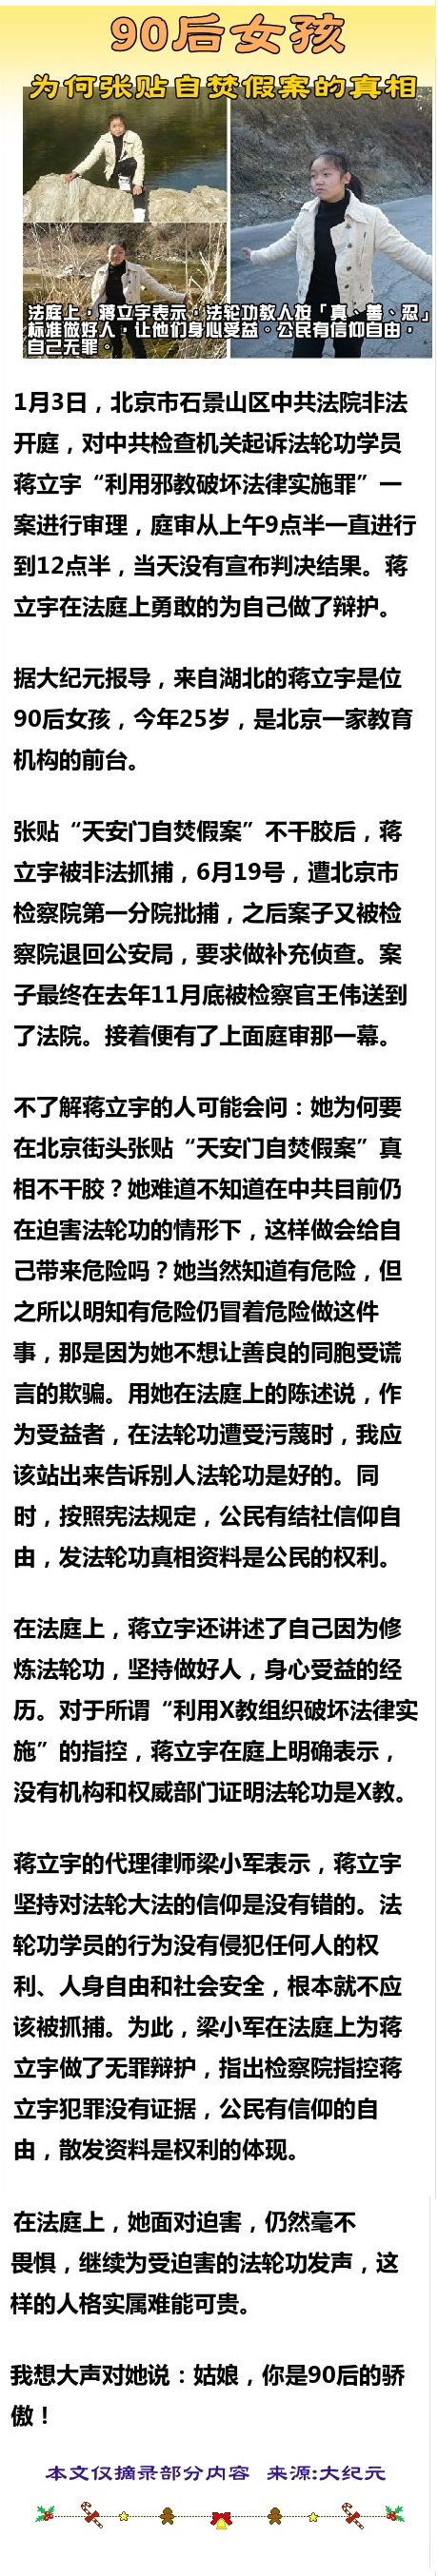 90后女孩
为何张贴自焚假案的真相
法庭上，蒋立宇表示，法轮功教人按「真、善、忍」
标准做好人，让他们身心受益。公民有信仰自由，
自己无罪。
1月3日，北京市石景山区中共法院非法
开庭，对中共检查机关起诉法轮功学员
蒋立宇“利用邪教破坏法律实施罪”一
案进行审理，庭审从上午9点半一直进行
到12点半，当天没有宣布判决结果。蒋
立宇在法庭上勇敢的为自己做了辩护。
据大纪元报导，来自湖北的蒋立宇是位
90后女孩，今年25岁，是北京一家教育
机构的前台。
张贴“天安门自焚假案”不干胶后，蒋
立宇被非法抓捕，6月19号，遭北京市
检察院第一分院批捕，之后案子又被检
察院退回公安局，要求做补充侦查。案
子最终在去年11月底被检察官王伟送到
了法院。接着便有了上面庭审那一幕。
不了解蒋立宇的人可能会问：她为何要
在北京街头张贴“天安门自焚假案”真
相不干胶？她难道不知道在中共目前仍
在迫害法轮功的情形下，这样做会给自
己带来危险吗？她当然知道有危险，但
之所以明知有危险仍冒着危险做这件
事，那是因为她不想让善良的同胞受谎
言的欺骗。用她在法庭上的陈述说，作
为受益者，在法轮功遭受污蔑时，我应
该站出来告诉别人法轮功是好的。同
时，按照宪法规定，公民有结社信仰自
由，发法轮功真相资料是公民的权利。
在法庭上，蒋立宇还讲述了自己因为修
炼法轮功，坚持做好人，身心受益的经
历。对于所谓“利用X教组织破坏法律实
施”的指控，蒋立宇在庭上明确表示，
没有机构和权威部门证明法轮功是X教。
蒋立宇的代理律师梁小军表示，蒋立宇
坚持对法轮大法的信仰是没有错的。法
轮功学员的行为没有侵犯任何人的权
利、人身自由和社会安全，根本就不应
该被抓捕。为此，梁小军在法庭上为蒋
立宇做了无罪辩护，指出检察院指控蒋
立宇犯罪没有证据，公民有信仰的自
由，散发资料是权利的体现。
在法庭上，她面对迫害，仍然毫不
畏惧，继续为受迫害的法轮功发声，这
样的人格实属难能可贵。
我想大声对她说：姑娘，你是90后的骄
傲！
本文仅摘录部分内容 来源:大纪元